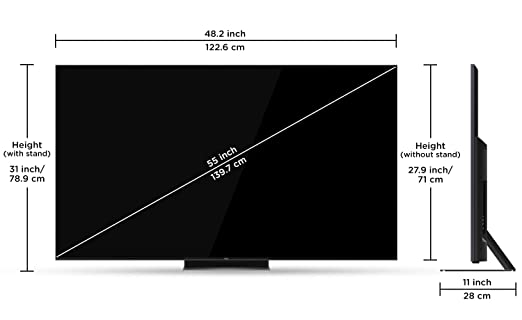 48.2 inch
122.6 cm
Height
(with stand)
31 inch/
78.9 cm
55 inch
139.7 cm
Height
(without stand)
27.9 inch/
71 cm
11 inch
28 cm